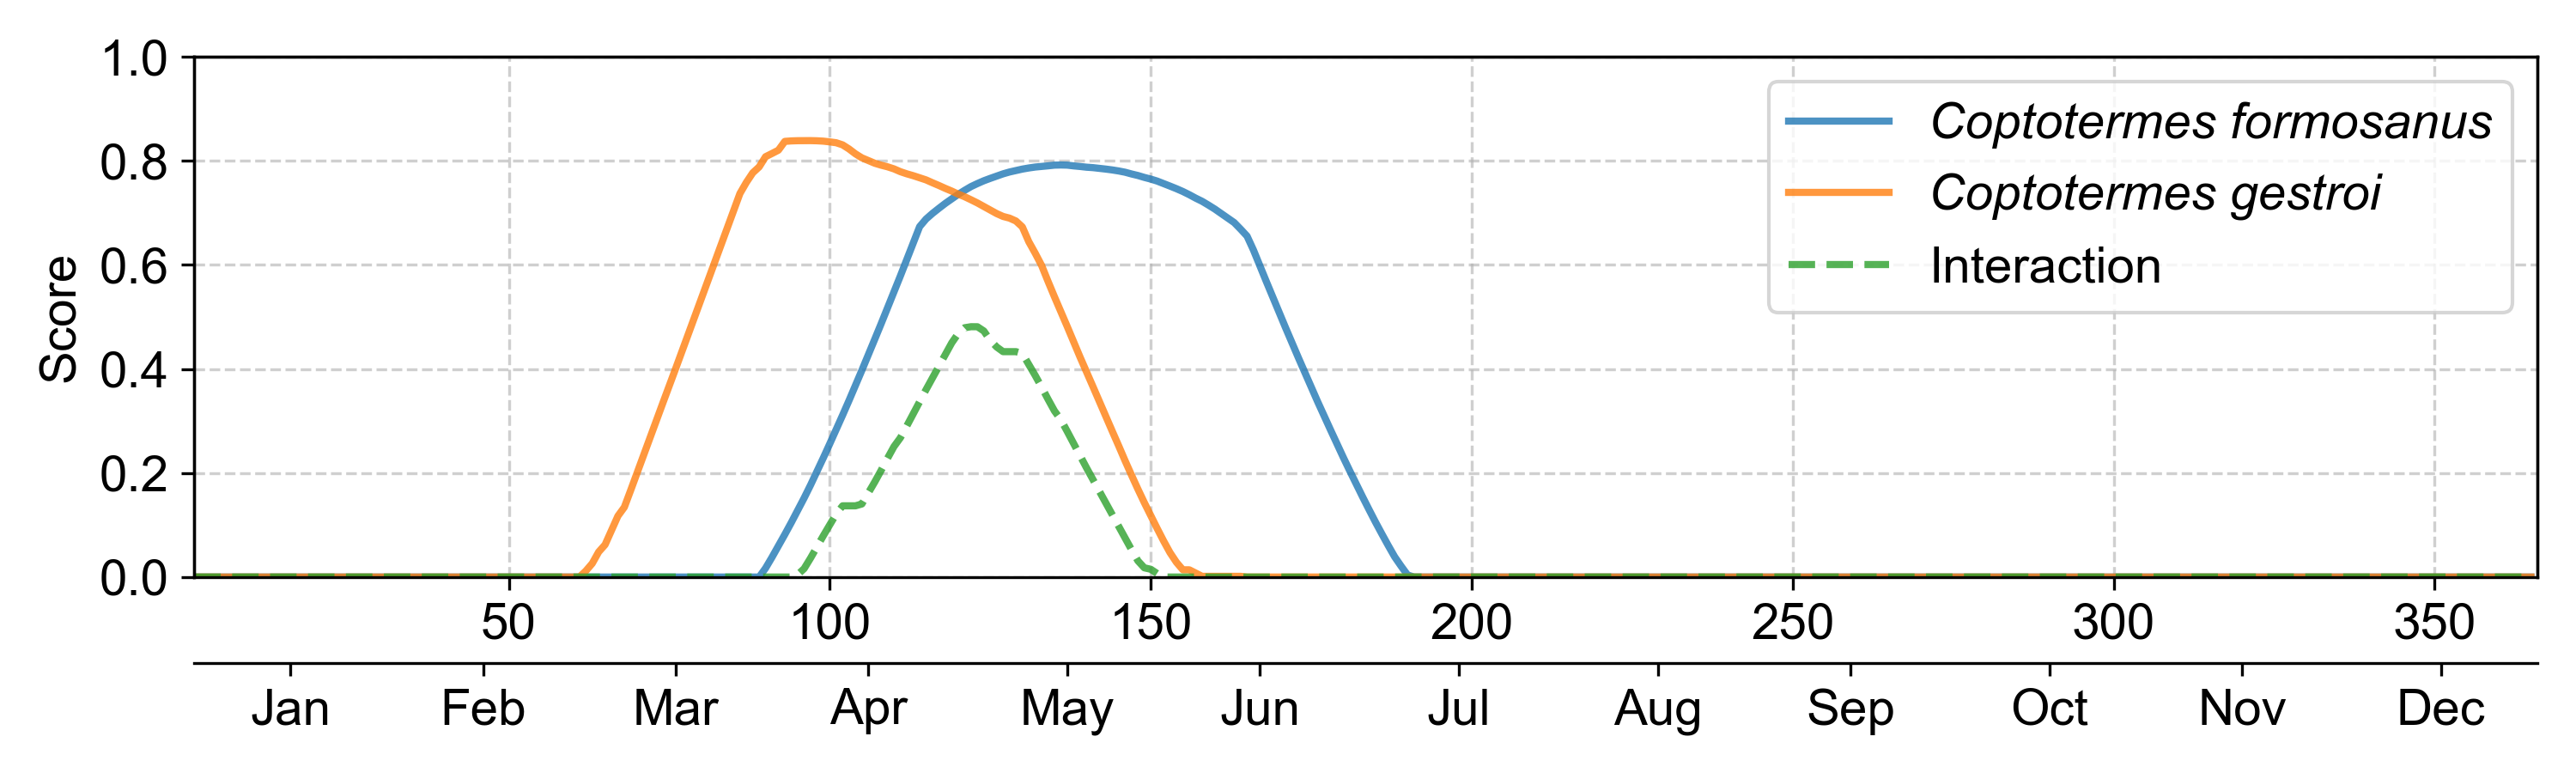 1.0
0.8
0.6
0.4
0.2
0.0
Score
Coptotermes formosanus
Coptotermes gestroi
Interaction
50 100 150 200 250 300 350
Jan Feb Mar Apr May Jun Jul Aug Sep Oct Nov Dec